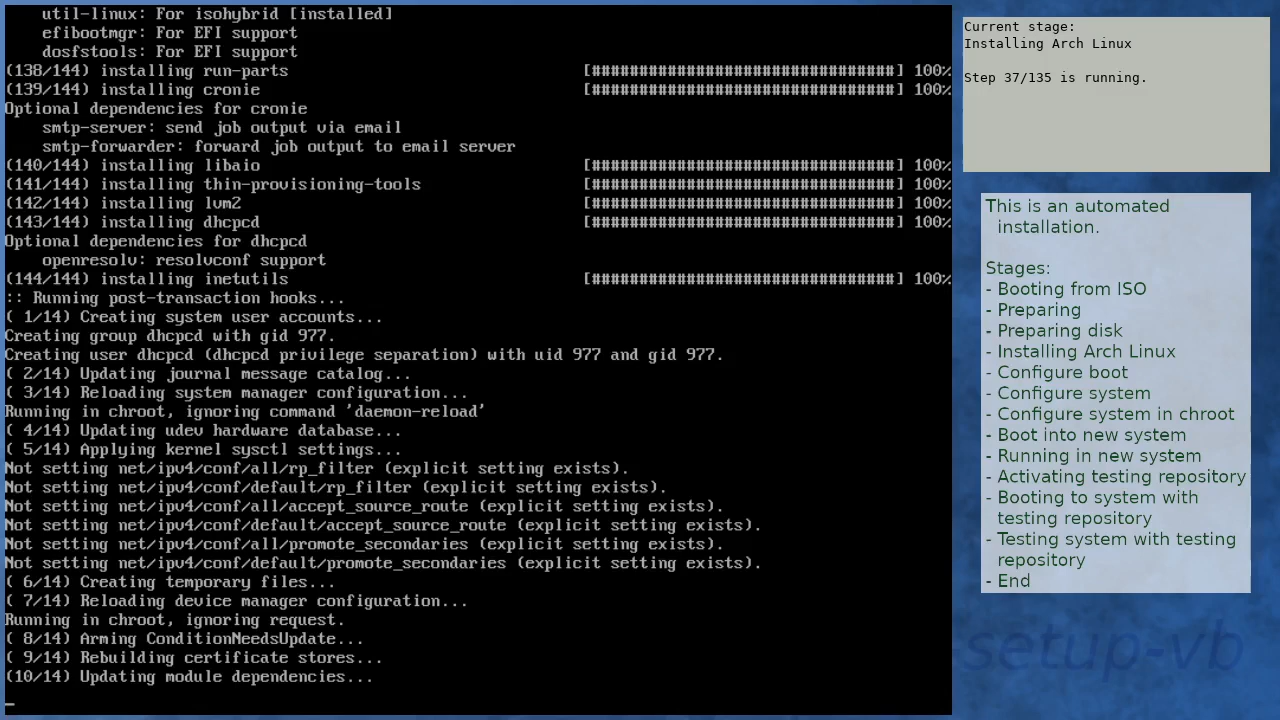 util-linux: For isohybrid [installed]
    efibootmgr: For EFI support
    dosfstools: For EFI support
(138/144) installing run-parts [################################] 100%
(139/144) installing cronie [################################] 100%
Optional dependencies for cronie
    smtp-server: send job output via email
    smtp-forwarder: forward job output to email server
(140/144) installing libaio [################################] 100%
(141/144) installing thin-provisioning-tools [################################] 100%
(142/144) installing lvm2 [################################] 100%
(143/144) installing dhcpcd [################################] 100%
Optional dependencies for dhcpcd
    openresolv: resolvconf support
(144/144) installing inetutils [################################] 100%
:: Running post-transaction hooks...
( 1/14) Creating system user accounts...
Creating group dhcpcd with gid 977.
Creating user dhcpcd (dhcpcd privilege separation) with uid 977 and gid 977.
( 2/14) Updating journal message catalog...
( 3/14) Reloading system manager configuration...
Running in chroot, ignoring command 'daemon-reload'
( 4/14) Updating udev hardware database...
( 5/14) Applying kernel sysctl settings...
Not setting net/ipv4/conf/all/rp_filter (explicit setting exists).
Not setting net/ipv4/conf/default/rp_filter (explicit setting exists).
Not setting net/ipv4/conf/all/accept_source_route (explicit setting exists).
Not setting net/ipv4/conf/default/accept_source_route (explicit setting exists).
Not setting net/ipv4/conf/all/promote_secondaries (explicit setting exists).
Not setting net/ipv4/conf/default/promote_secondaries (explicit setting exists).
( 6/14) Creating temporary files...
( 7/14) Reloading device manager configuration...
Running in chroot, ignoring request.
( 8/14) Arming ConditionNeedsUpdate...
( 9/14) Rebuilding certificate stores...
(10/14) Updating module dependencies...
_
Current stage:
Installing Arch Linux
Step 37/135 is running.
This is an automated
installation.
Stages:
- Booting from ISO
- Preparing
- Preparing disk
- Installing Arch Linux
- Configure boot
- Configure system
- Configure system in chroot
- Boot into new system
- Running in new system
- Activating testing repository
- Booting to system with
testing repository
- Testing system with testing
repository
- End
setup-vb